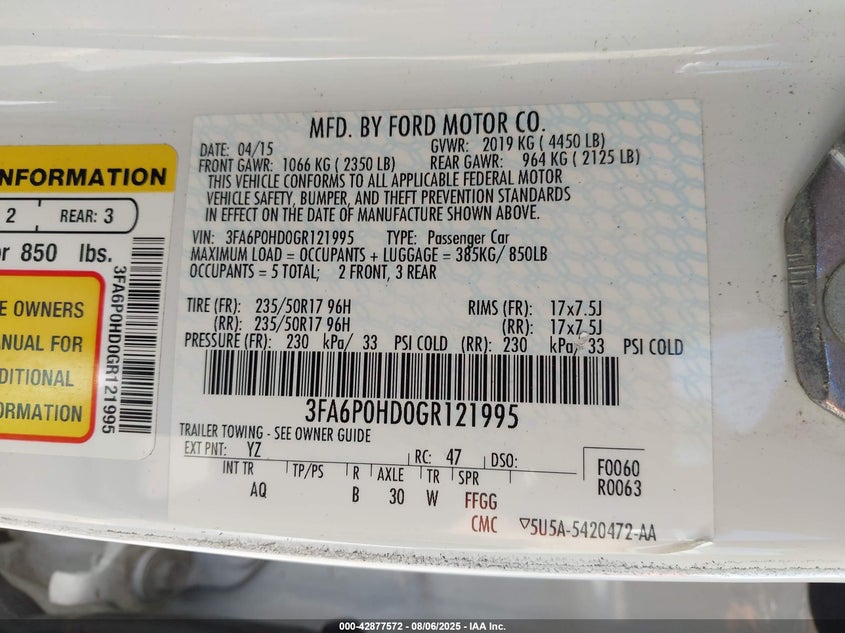 NFORMATION
2
REAR: 3
or 850 lbs.
E OWNERS
ANUAL FOR
DITIONAL
ORMATION
3FA6P0HD0GR121995
MFD. BY FORD MOTOR CO.
DATE: 04/15 GVWR: 2019 KG ( 4450 LB)
FRONT GAWR: 1066 KG ( 2350 LB) REAR GAWR: 964 KG ( 2125 LB)
THIS VEHICLE CONFORMS TO ALL APPLICABLE FEDERAL MOTOR
VEHICLE SAFETY, BUMPER, AND THEFT PREVENTION STANDARDS
IN EFFECT ON THE DATE OF MANUFACTURE SHOWN ABOVE.
VIN: 3FA6P0HD0GR121995 TYPE: Passenger Car
MAXIMUM LOAD = OCCUPANTS + LUGGAGE = 385KG/ 850LB
OCCUPANTS = 5 TOTAL; 2 FRONT, 3 REAR
TIRE (FR): 235/50R17 96H RIMS (FR): 17x7.5J
(RR): 235/50R17 96H (RR): 17x7.5J
PRESSURE (FR): 230 kPa/ 33 PSI COLD (RR): 230 kPa/ 33 PSI COLD
3FA6P0HD0GR121995
TRAILER TOWING - SEE OWNER GUIDE
EXT PNT: YZ RC: 47 DSO: F0060
INT TR TP/PS R AXLE TR SPR R0063
AQ B 30 W FFGG
CMC ▽5U5A-5420472-AA
000-42877572 - 08/06/2025 - IAA Inc.